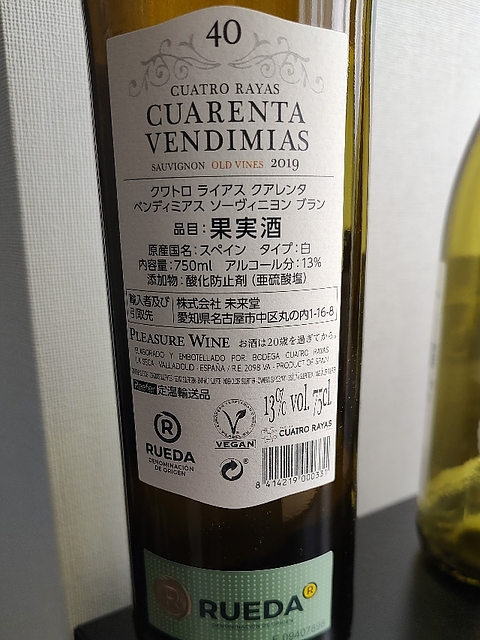 40
CUATRO RAYAS
CUARENTA
VENDIMIAS
SAUVIGNON OLD VINES 2019
クワトロ ライアス クアレンタ
ベンディミアス ソーヴィニヨン ブラン
品目:果実酒
原産国名:スペイン タイプ:白
内容量:750ml アルコール分:13%
添加物:酸化防止剤(亜硫酸塩)
輸入者及び 株式会社 未来堂
引取先 愛知県名古屋市中区丸の内1-16-8
PLEASURE WINE お酒は20歳を過ぎてから。
ELABORADO Y EMBOTELLADO POR BODEGA CUATRO RAYAS
LA SECA VALLADOLID - ESPAÑA / R.E. 2098 VA - PRODUCT OF SPAIN
Reefer 定温輸送品
13% vol. 75cl.
V-LABEL
VEGAN
CUATRO RAYAS
R
RUEDA
DENOMINACIÓN
DE ORIGEN
8 414219 000331
R RUEDA R